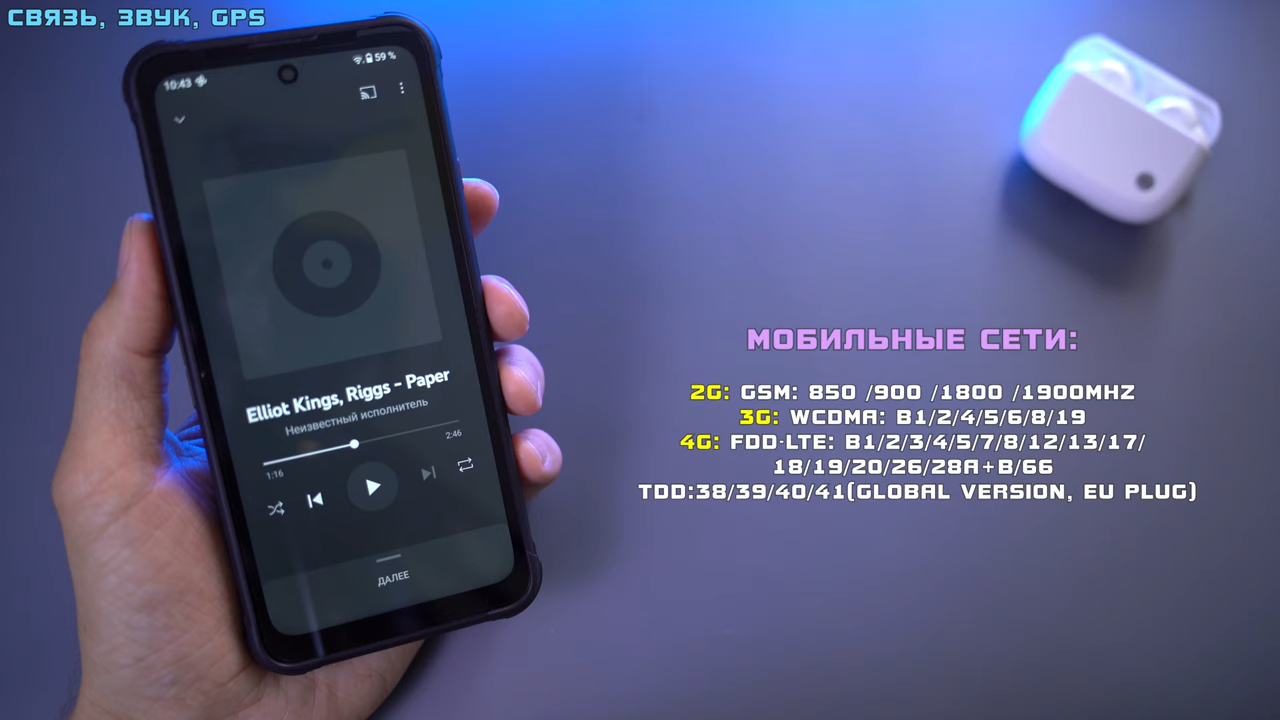 СВЯЗЬ, ЗВУК, GPS
10:43
59 %
Elliot Kings, Riggs – Paper
Неизвестный исполнитель
1:16
2:46
ДАЛЕЕ
МОБИЛЬНЫЕ СЕТИ:
2G: GSM: 850 /900 /1800 /1900MHZ
3G: WCDMA: B1/2/4/5/6/8/19
4G: FDD-LTE: B1/2/3/4/5/7/8/12/13/17/
18/19/20/26/28A+B/66
TDD:38/39/40/41(GLOBAL VERSION, EU PLUG)